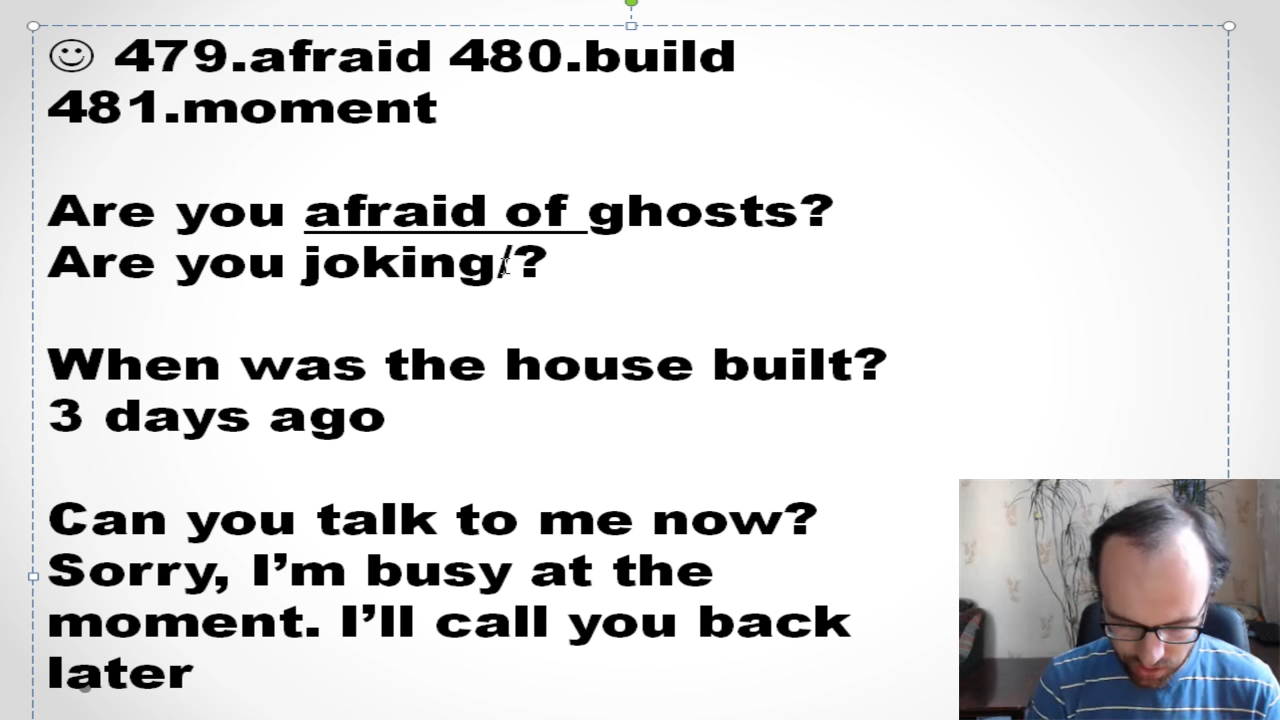 ☺ 479.afraid 480.build
481.moment
Are you afraid of ghosts?
Are you joking/?
When was the house built?
3 days ago
Can you talk to me now?
Sorry, I’m busy at the
moment. I’ll call you back
later